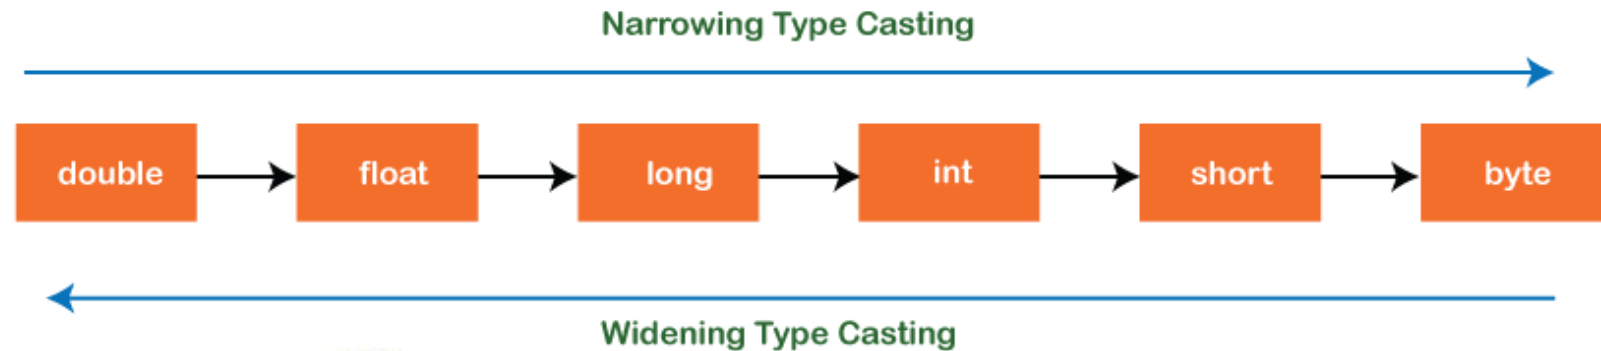 Narrowing Type Casting
double float long int short byte
Widening Type Casting